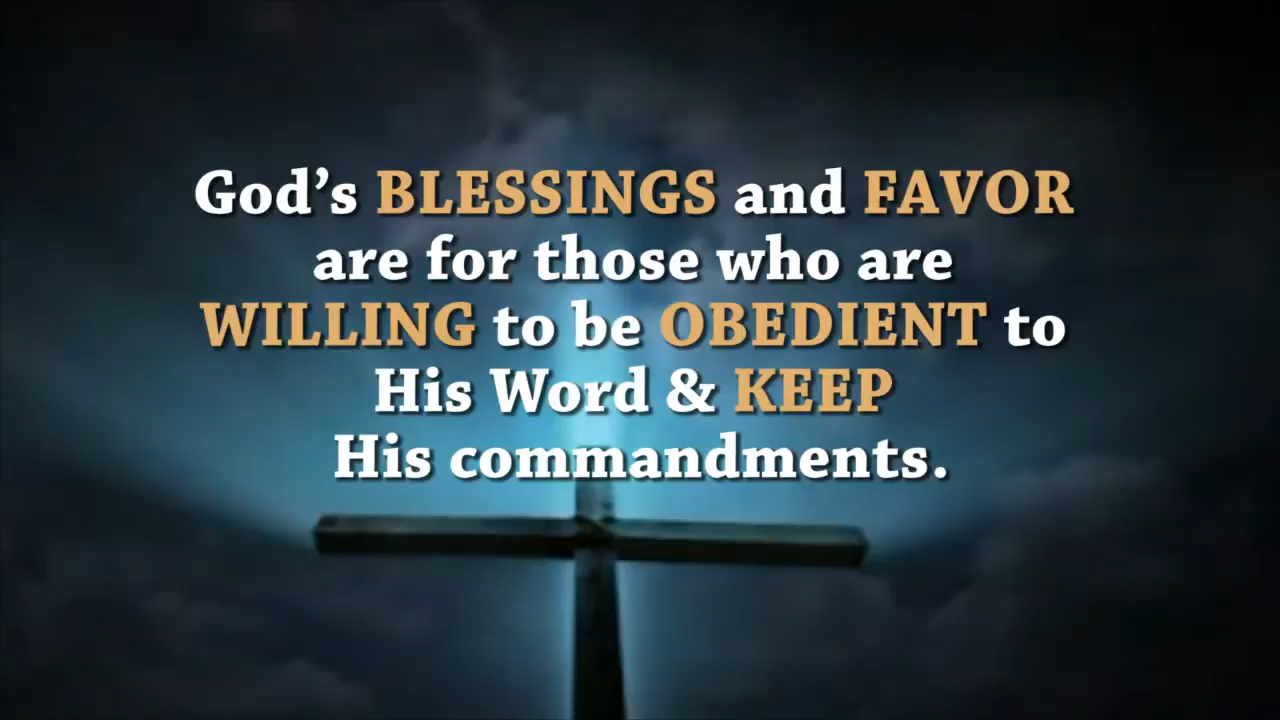 God’s BLESSINGS and FAVOR
are for those who are
WILLING to be OBEDIENT to
His Word & KEEP
His commandments.